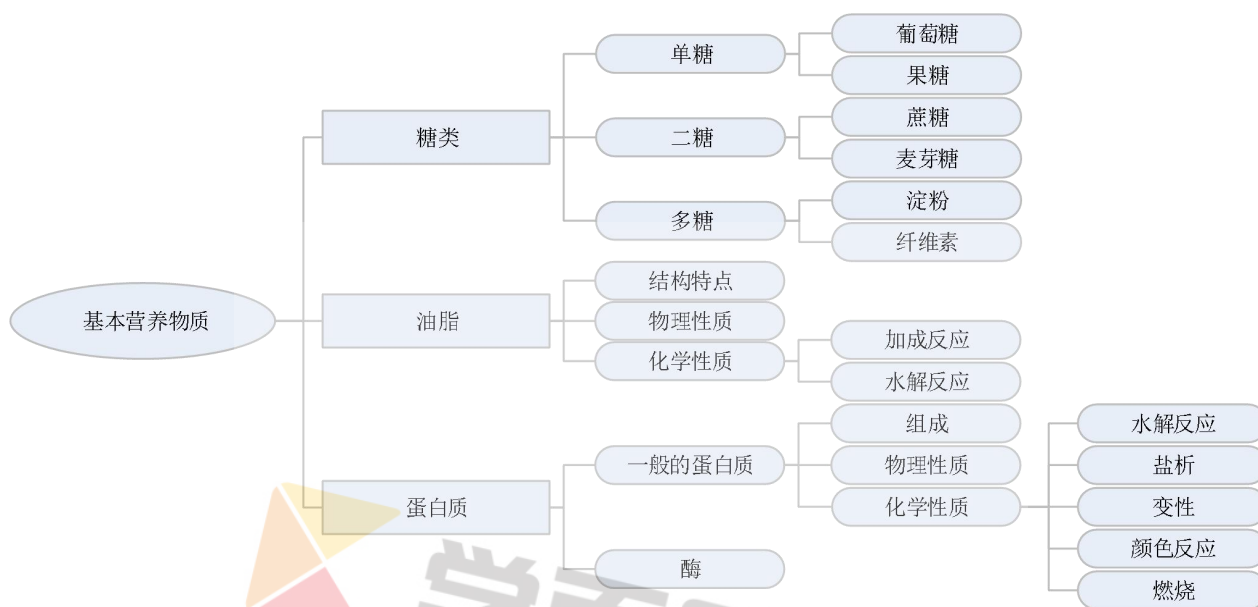 基本营养物质
糖类
单糖
葡萄糖
果糖
二糖
蔗糖
麦芽糖
多糖
淀粉
纤维素
油脂
结构特点
物理性质
化学性质
加成反应
水解反应
蛋白质
一般的蛋白质
组成
物理性质
化学性质
水解反应
盐析
变性
颜色反应
燃烧
酶